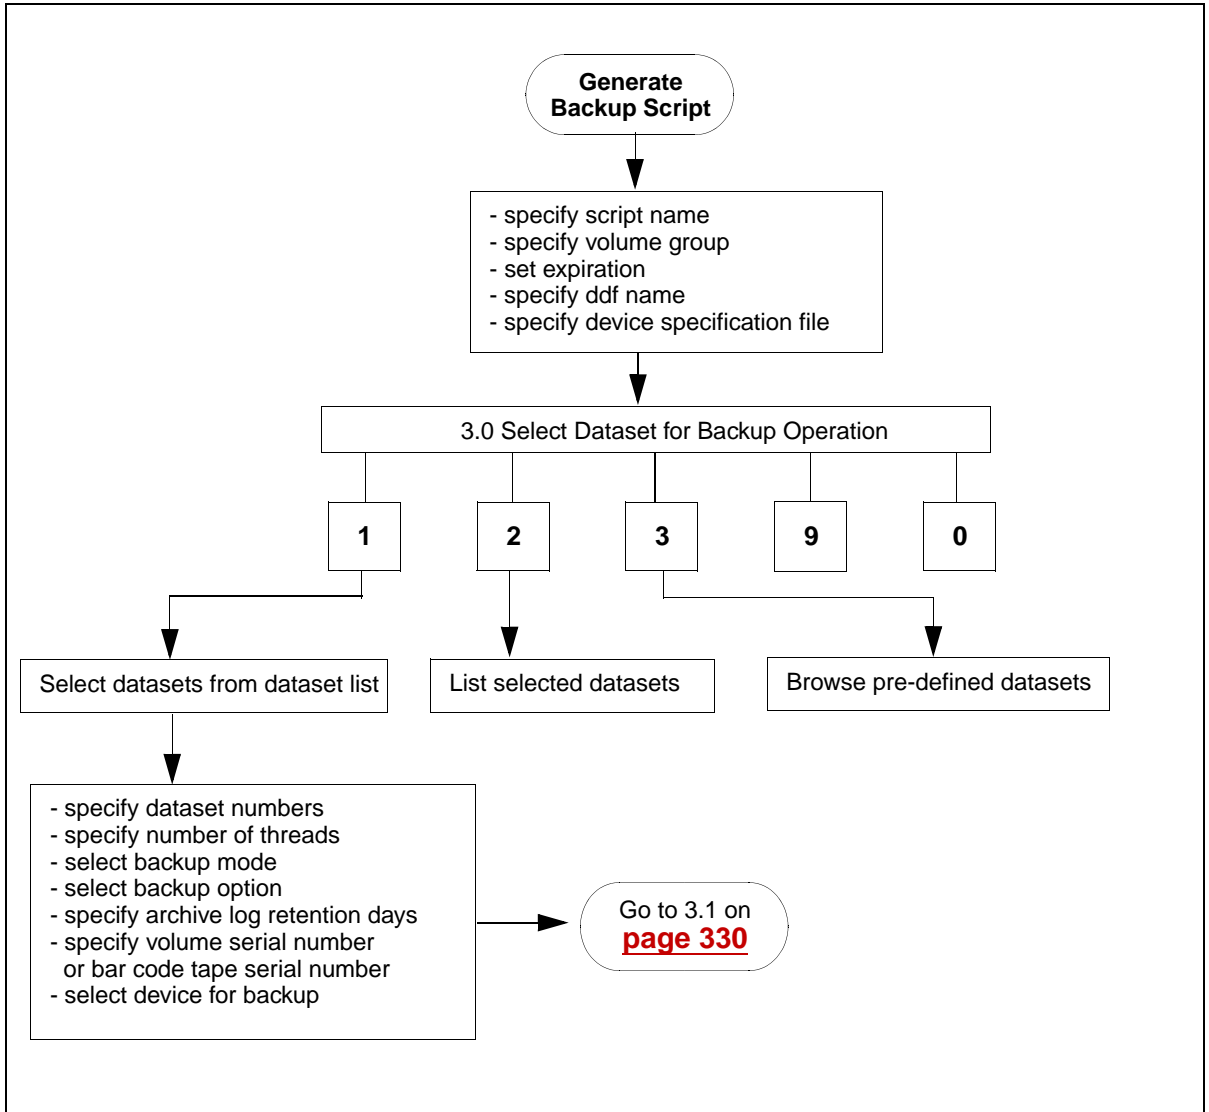 Generate
Backup Script
- specify script name
- specify volume group
- set expiration
- specify ddf name
- specify device specification file
3.0 Select Dataset for Backup Operation
1
2
3
9
0
Select datasets from dataset list
List selected datasets
Browse pre-defined datasets
- specify dataset numbers
- specify number of threads
- select backup mode
- select backup option
- specify archive log retention days
- specify volume serial number
or bar code tape serial number
- select device for backup
Go to 3.1 on
page 330